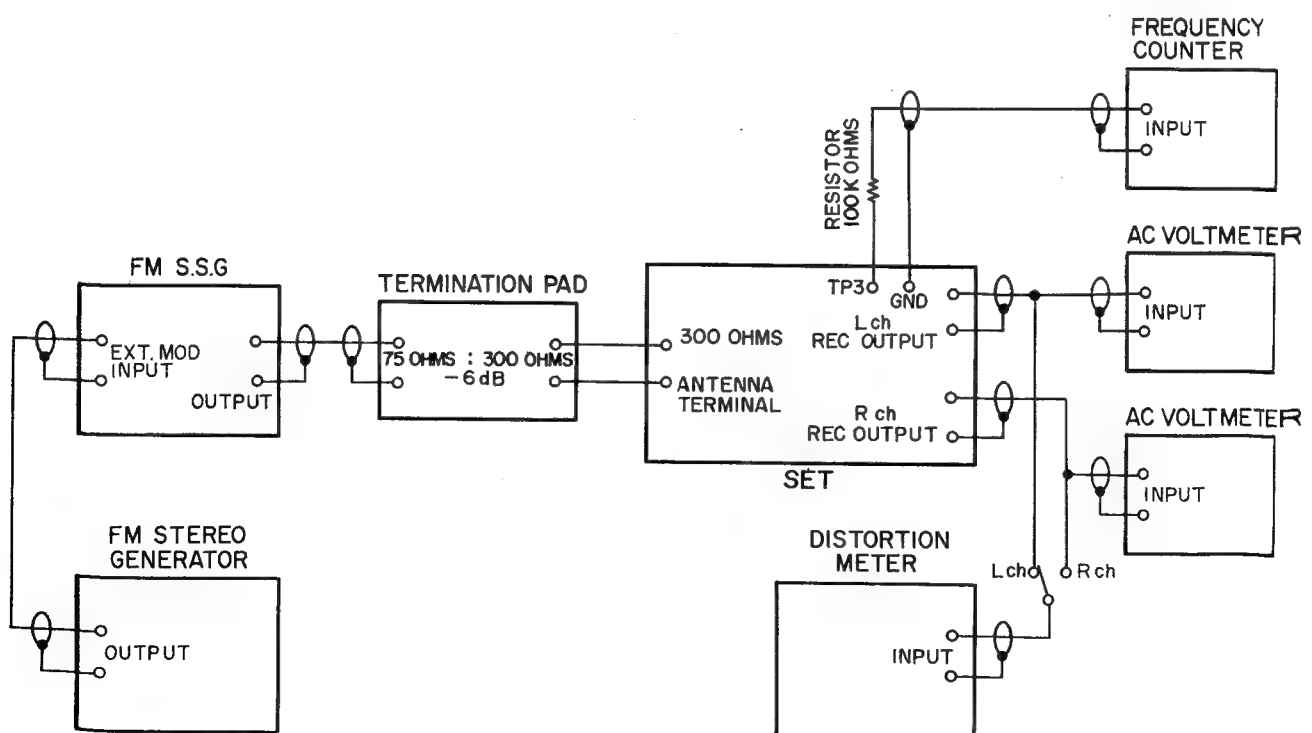 FREQUENCY
COUNTER
INPUT
RESISTOR
100K OHMS
AC VOLTMETER
INPUT
FM S.S.G
EXT. MOD
INPUT
OUTPUT
TERMINATION PAD
75 OHMS : 300 OHMS
-6dB
TP3
GND
300 OHMS
ANTENNA
TERMINAL
L ch
REC OUTPUT
R ch
REC OUTPUT
SET
AC VOLTMETER
INPUT
FM STEREO
GENERATOR
OUTPUT
DISTORTION
METER
INPUT
L ch
R ch